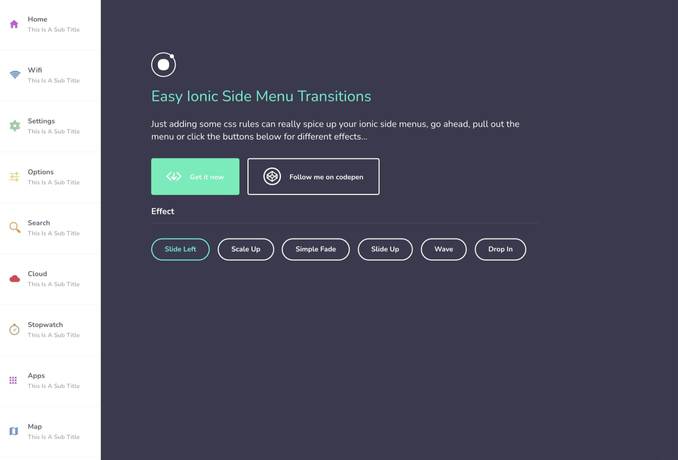 Home
This Is A Sub Title
Wifi
This Is A Sub Title
Settings
This Is A Sub Title
Options
This Is A Sub Title
Search
This Is A Sub Title
Cloud
This Is A Sub Title
Stopwatch
This Is A Sub Title
Apps
This Is A Sub Title
Map
This Is A Sub Title
Easy Ionic Side Menu Transitions
Just adding some css rules can really spice up your ionic side menus, go ahead, pull out the
menu or click the buttons below for different effects...
Get it now
Follow me on codepen
Effect
Slide Left
Scale Up
Simple Fade
Slide Up
Wave
Drop In